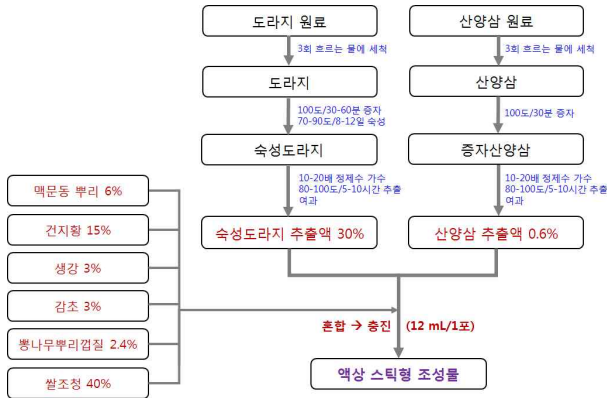 도라지 원료
산양삼 원료
3회 흐르는 물에 세척
3회 흐르는 물에 세척
도라지
산양삼
100도/30-60분 증자
70-90도/8-12일 숙성
100도/30분 증자
숙성도라지
증자산양삼
10-20배 정제수 가수
80-100도/5-10시간 추출
여과
10-20배 정제수 가수
80-100도/5-10시간 추출
여과
맥문동 뿌리 6%
건지황 15%
생강 3%
감초 3%
뽕나무뿌리껍질 2.4%
쌀조청 40%
숙성도라지 추출액 30%
산양삼 추출액 0.6%
혼합 → 충진 (12 mL/1포)
액상 스틱형 조성물